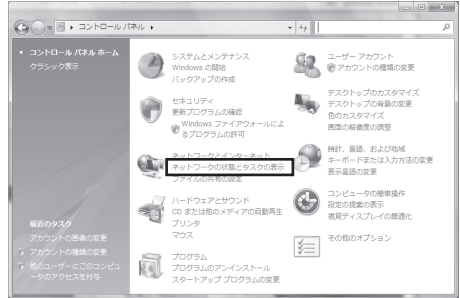 コントロール パネル
コントロール パネル ホーム
クラシック表示
システムとメンテナンス
Windows の開始
バックアップの作成
セキュリティ
更新プログラムの確認
Windows ファイアウォールによ
るプログラムの許可
ネットワークとインターネット
ネットワークの状態とタスクの表示
ファイルの共有の設定
ハードウェアとサウンド
CD または他のメディアの自動再生
プリンタ
マウス
プログラム
プログラムのアンインストール
スタートアップ プログラムの変更
ユーザー アカウント
アカウントの種類の変更
デスクトップのカスタマイズ
デスクトップの背景の変更
色のカスタマイズ
画面の解像度の調整
時計、言語、および地域
キーボードまたは入力方法の変更
表示言語の変更
コンピュータの簡単操作
設定の提案の表示
視覚ディスプレイの最適化
その他のオプション
最近のタスク
アカウントの画像の変更
アカウントの種類の変更
他のユーザーにこのコンピュ
ータのアクセスを付与